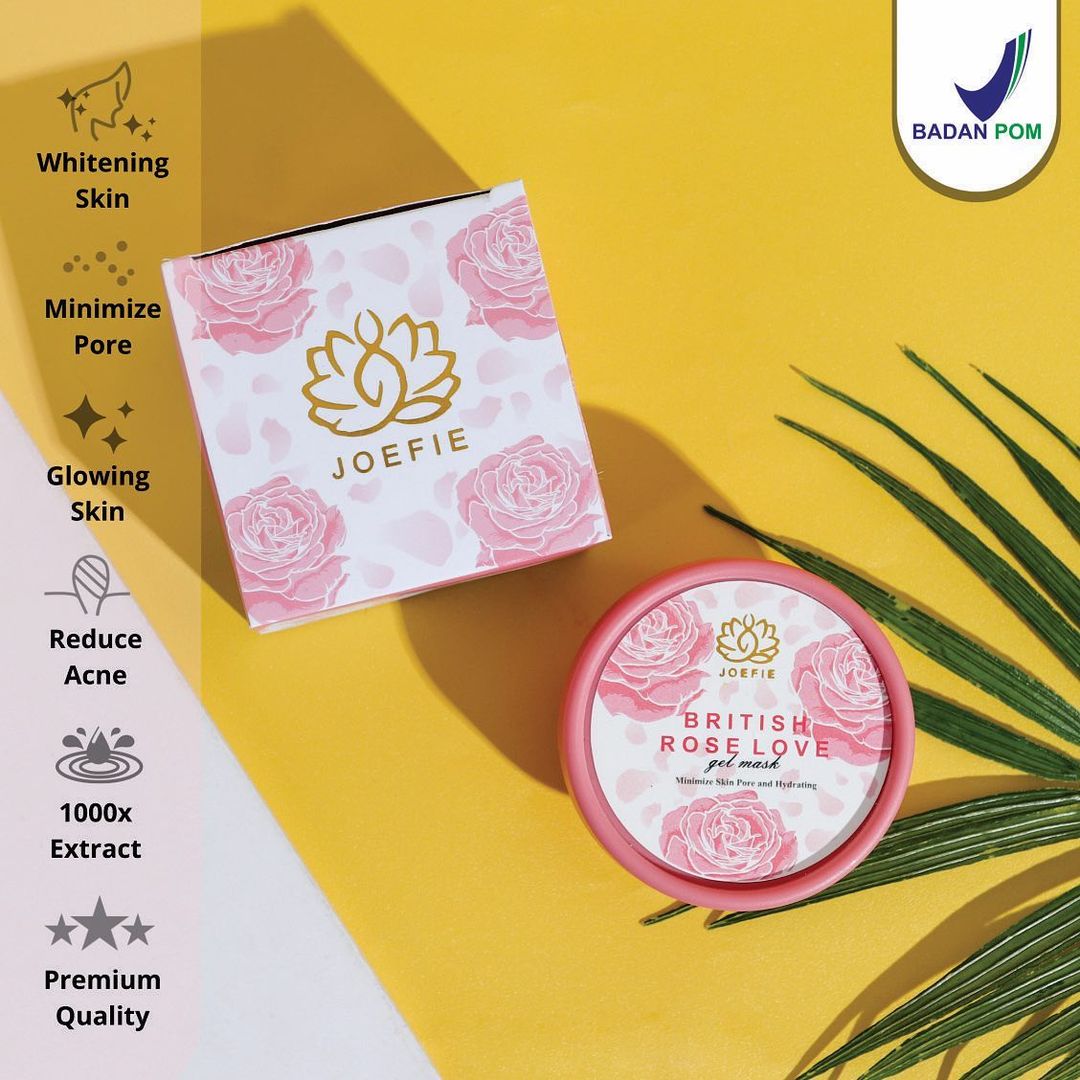 Whitening
Skin
Minimize
Pore
Glowing
Skin
Reduce
Acne
1000x
Extract
Premium
Quality
BADAN POM
JOEFIE
JOEFIE
BRITISH
ROSE LOVE
gel mask
Minimize Skin Pore and Hydrating